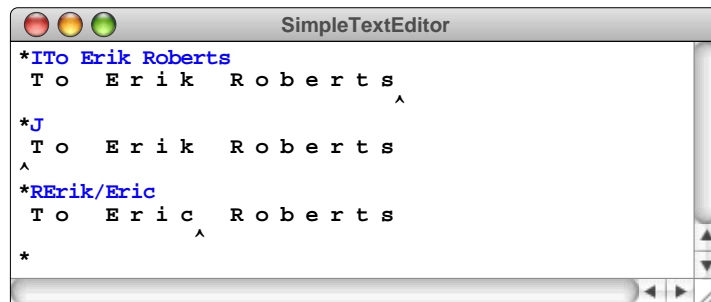 SimpleTextEditor
*ITo Erik Roberts
 T o   E r i k   R o b e r t s
                              ^
*J
 T o   E r i k   R o b e r t s
^
*RErik/Eric
 T o   E r i c   R o b e r t s
              ^
*